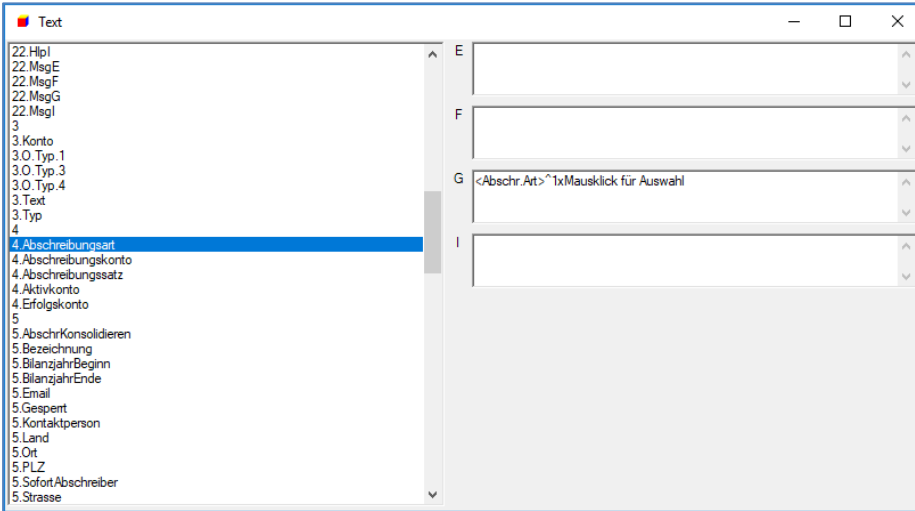 Text
22.HlpI
22.MsgE
22.MsgF
22.MsgG
22.MsgI
3
3.Konto
3.O.Typ.1
3.O.Typ.3
3.O.Typ.4
3.Text
3.Typ
4
4.Abschreibungsart
4.Abschreibungskonto
4.Abschreibungssatz
4.Aktivkonto
4.Erfolgskonto
5
5.AbschrKonsolidieren
5.Bezeichnung
5.BilanzjahrBeginn
5.BilanzjahrEnde
5.Email
5.Gesperrt
5.Kontaktperson
5.Land
5.Ort
5.PLZ
5.SofortAbschreiber
5.Strasse
E
F
G
<Abschr.Art>^1xMausklick für Auswahl
I